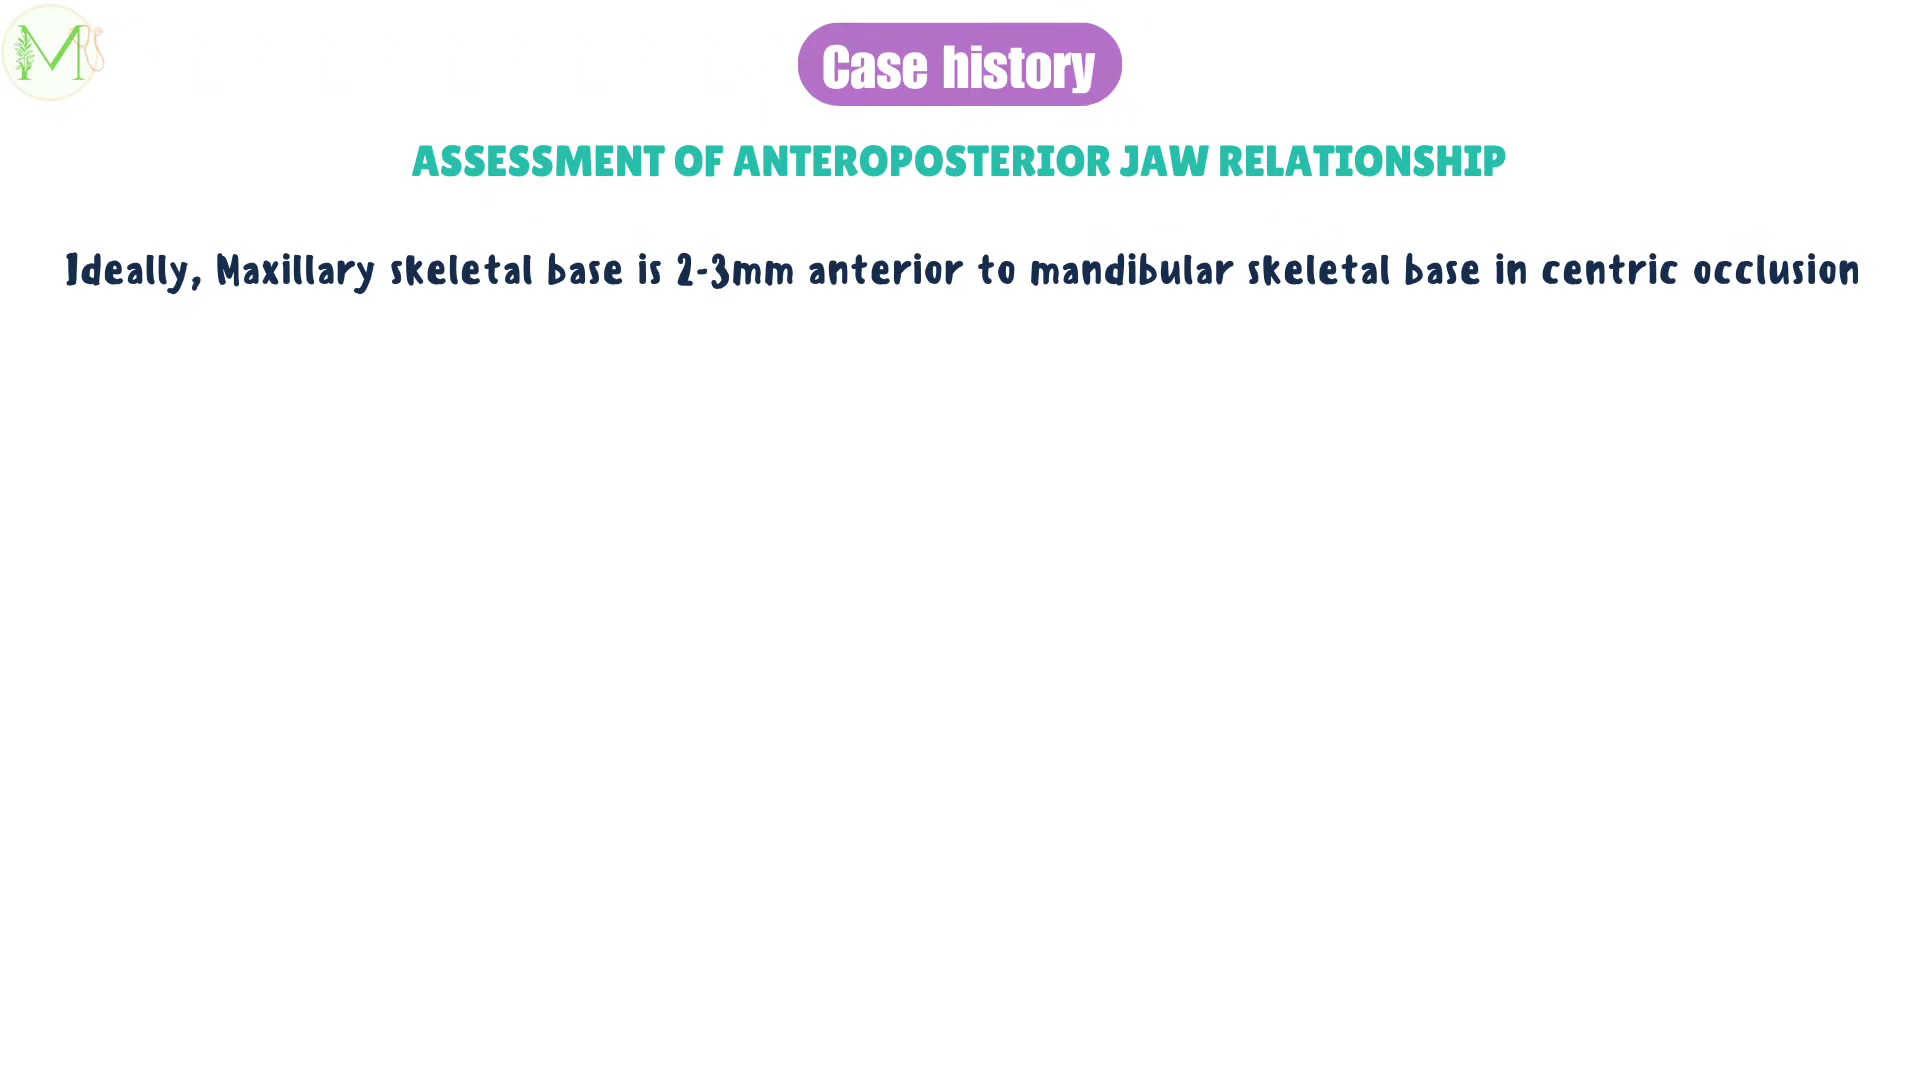 M
Case history
ASSESSMENT OF ANTEROPOSTERIOR JAW RELATIONSHIP
Ideally, Maxillary skeletal base is 2-3mm anterior to mandibular skeletal base in centric occlusion